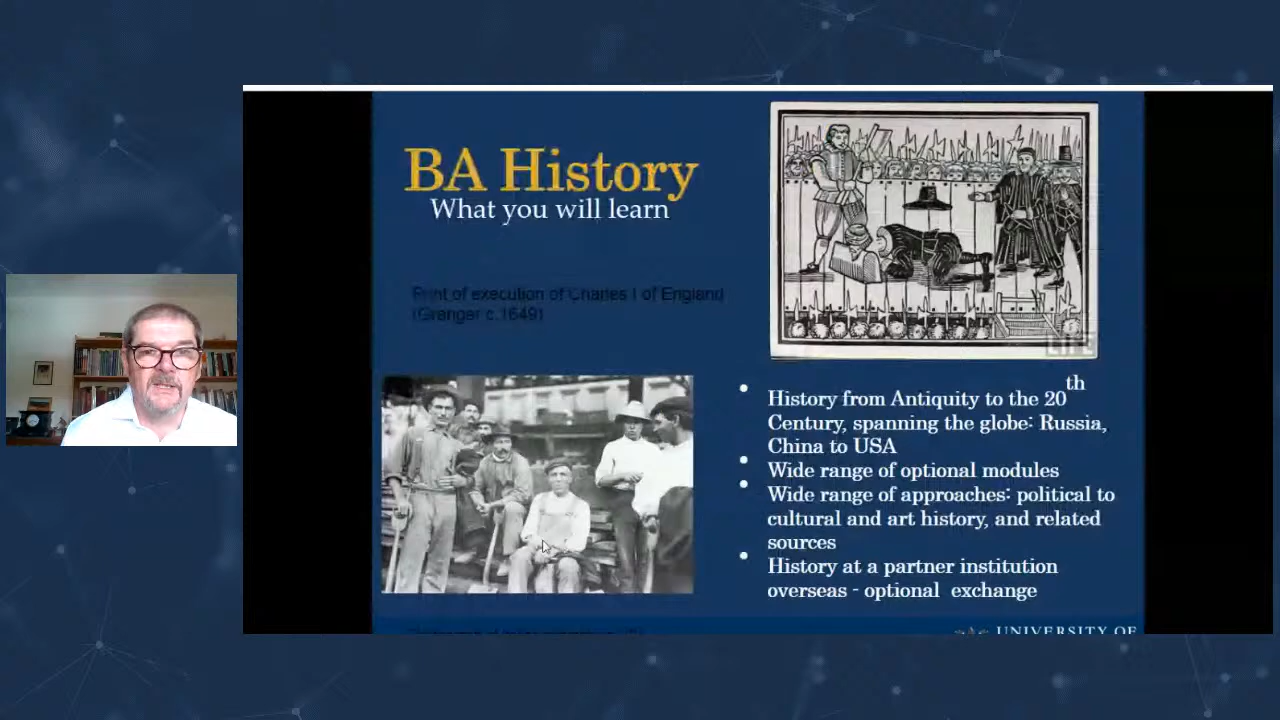 BA History
What you will learn
Print of execution of Charles I of England
(Granger c.1649)
LIFE
• History from Antiquity to the 20th
Century, spanning the globe: Russia,
China to USA
• Wide range of optional modules
• Wide range of approaches: political to
cultural and art history, and related
sources
• History at a partner institution
overseas - optional exchange
UNIVERSITY OF